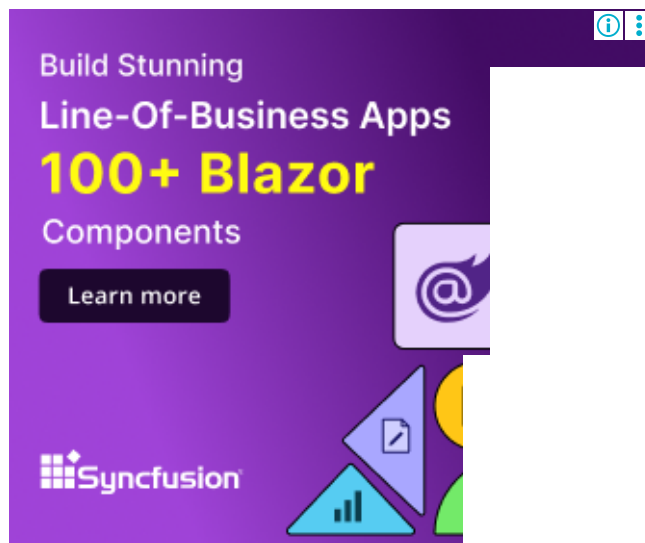 Build Stunning
Line-Of-Business Apps
100+ Blazor
Components
Learn more
@
Syncfusion